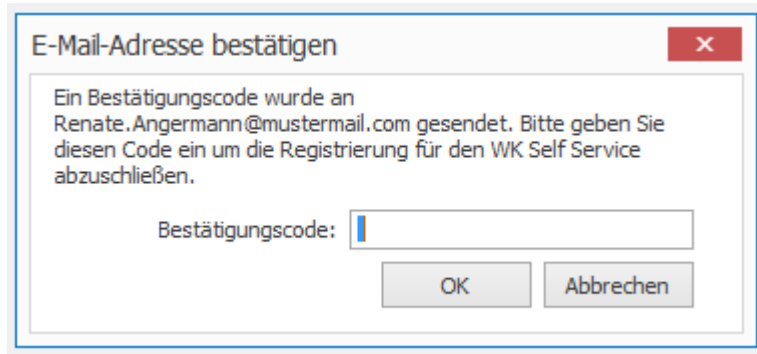 E-Mail-Adresse bestätigen
Ein Bestätigungscode wurde an
Renate.Angermann@mustermail.com gesendet. Bitte geben Sie
diesen Code ein um die Registrierung für den WK Self Service
abzuschließen.
Bestätigungscode:
OK Abbrechen